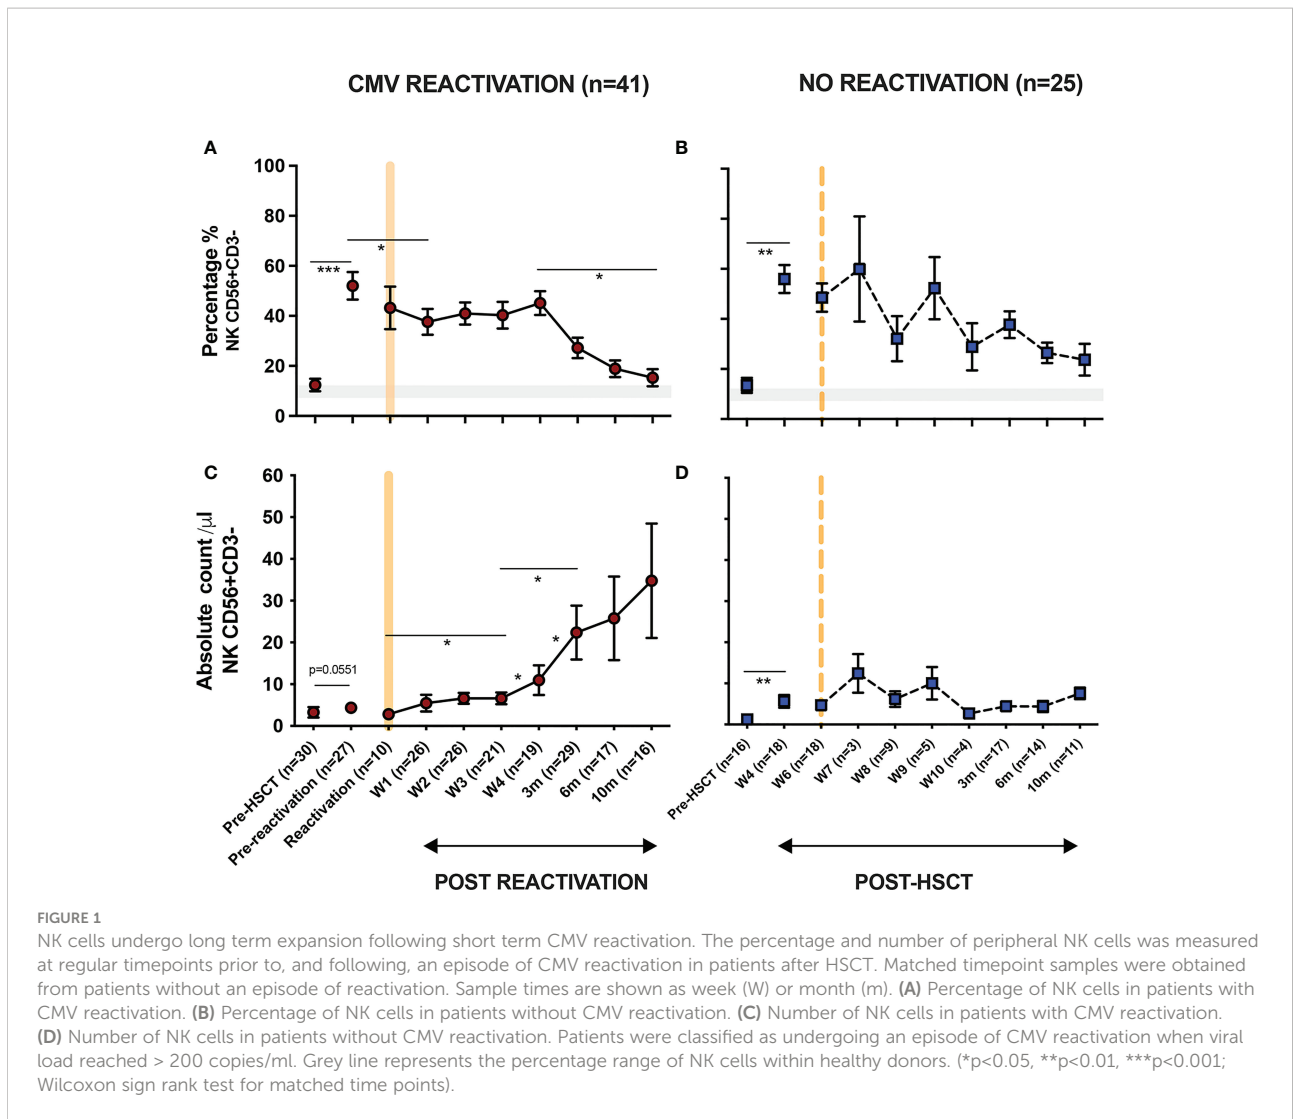 CMV REACTIVATION (n=41)
NO REACTIVATION (n=25)
A
Percentage %
NK CD56+CD3-
100
80
60
40
20
0
***
*
*
B
**
C
Absolute count /µl
NK CD56+CD3-
60
50
40
30
20
10
0
p=0.0551
*
*
*
*
D
**
Pre-HSCT (n=30)
Pre-reactivation (n=27)
Reactivation (n=10)
W1 (n=26)
W2 (n=26)
W3 (n=21)
W4 (n=19)
3m (n=29)
6m (n=17)
10m (n=16)
Pre-HSCT (n=16)
W4 (n=18)
W6 (n=18)
W7 (n=3)
W8 (n=9)
W9 (n=5)
W10 (n=4)
3m (n=17)
6m (n=14)
10m (n=11)
POST REACTIVATION
POST-HSCT
FIGURE 1
NK cells undergo long term expansion following short term CMV reactivation. The percentage and number of peripheral NK cells was measured
at regular timepoints prior to, and following, an episode of CMV reactivation in patients after HSCT. Matched timepoint samples were obtained
from patients without an episode of reactivation. Sample times are shown as week (W) or month (m). (A) Percentage of NK cells in patients with
CMV reactivation. (B) Percentage of NK cells in patients without CMV reactivation. (C) Number of NK cells in patients with CMV reactivation.
(D) Number of NK cells in patients without CMV reactivation. Patients were classified as undergoing an episode of CMV reactivation when viral
load reached > 200 copies/ml. Grey line represents the percentage range of NK cells within healthy donors. (*p<0.05, **p<0.01, ***p<0.001;
Wilcoxon sign rank test for matched time points).